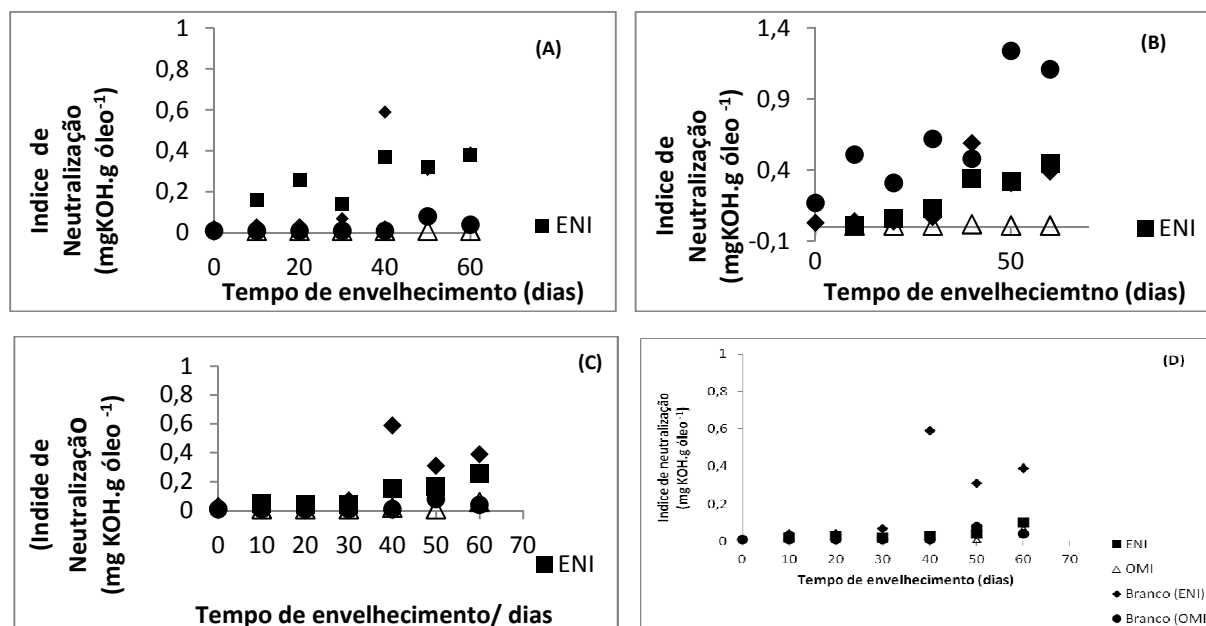 (A)
Indice de
Neutralização
(mgKOH.g óleo-1)
1
0,8
0,6
0,4
0,2
0
0 20 40 60
Tempo de envelhecimento (dias)
ENI
(B)
Indice de
Neutralização
(mgKOH.g óleo -1)
1,4
0,9
0,4
-0,1
0 50
Tempo de envelheciemtno (dias)
ENI
(C)
(Indide de
Neutralização
(mg KOH.g óleo -1)
1
0,8
0,6
0,4
0,2
0
0 10 20 30 40 50 60 70
Tempo de envelhecimento/ dias
ENI
(D)
Indice de neutralização
(mg KOH.g óleo -1)
1
0,8
0,6
0,4
0,2
0
0 10 20 30 40 50 60 70
Tempo de envelhecimento (dias)
ENI
OMI
Branco (ENI)
Branco (OMI